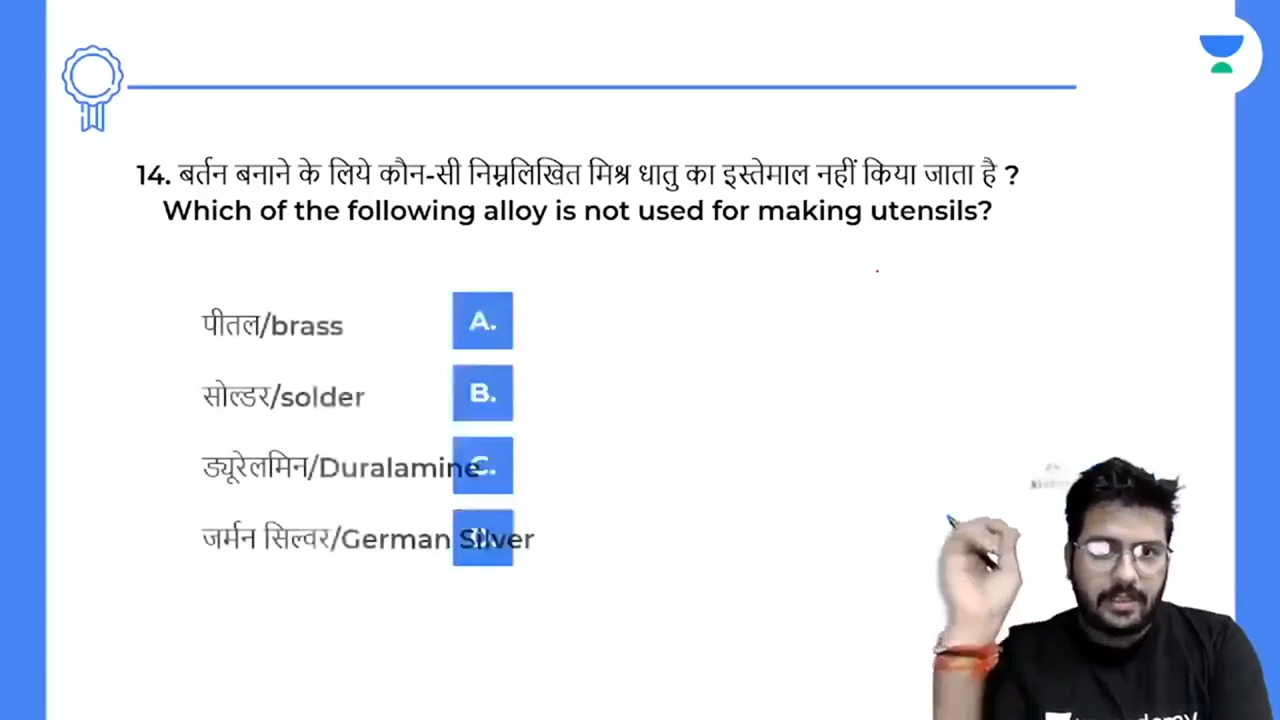 14. बर्तन बनाने के लिये कौन-सी निम्नलिखित मिश्र धातु का इस्तेमाल नहीं किया जाता है ?
Which of the following alloy is not used for making utensils?
पीतल/brass A.
सोल्डर/solder B.
ड्यूरेलमिन/Duralamine C.
जर्मन सिल्वर/German Silver D.